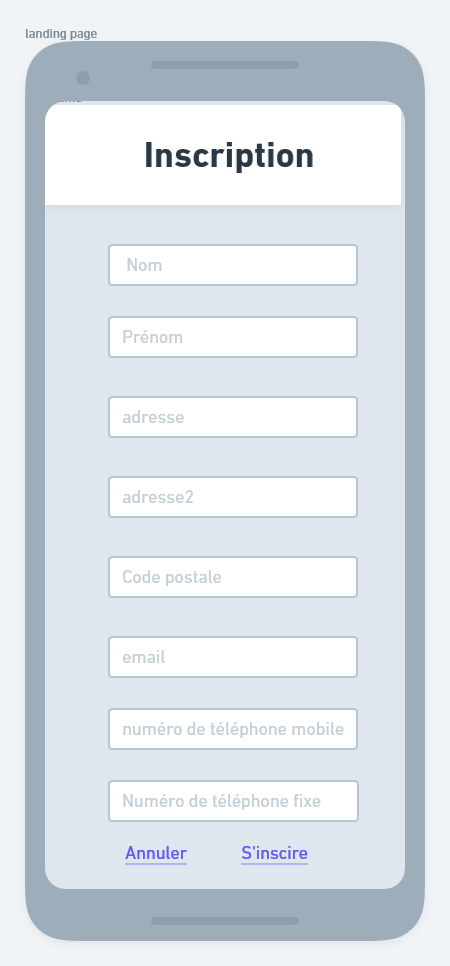 landing page
Inscription
Nom
Prénom
adresse
adresse2
Code postale
email
numéro de téléphone mobile
Numéro de téléphone fixe
Annuler S'inscire